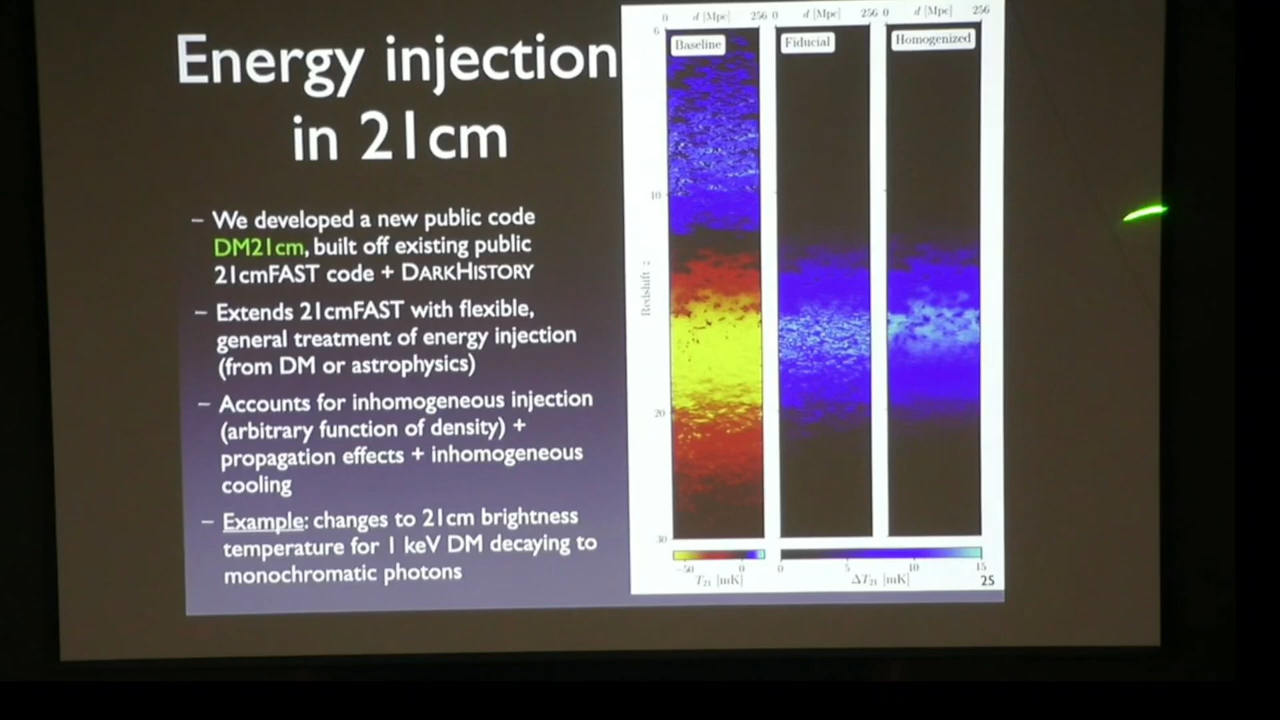 Energy injection
in 21cm
– We developed a new public code
DM21cm, built off existing public
21cmFAST code + DARKHISTORY
– Extends 21cmFAST with flexible,
general treatment of energy injection
(from DM or astrophysics)
– Accounts for inhomogeneous injection
(arbitrary function of density) +
propagation effects + inhomogeneous
cooling
– Example: changes to 21cm brightness
temperature for 1 keV DM decaying to
monochromatic photons
0 d [Mpc] 256 0 d [Mpc] 256 0 d [Mpc] 256
Baseline Fiducial Homogenized
6
10
Redshift z
20
30
−50 0 0 5 10 15
T21 [mK] ΔT21 [mK]
25